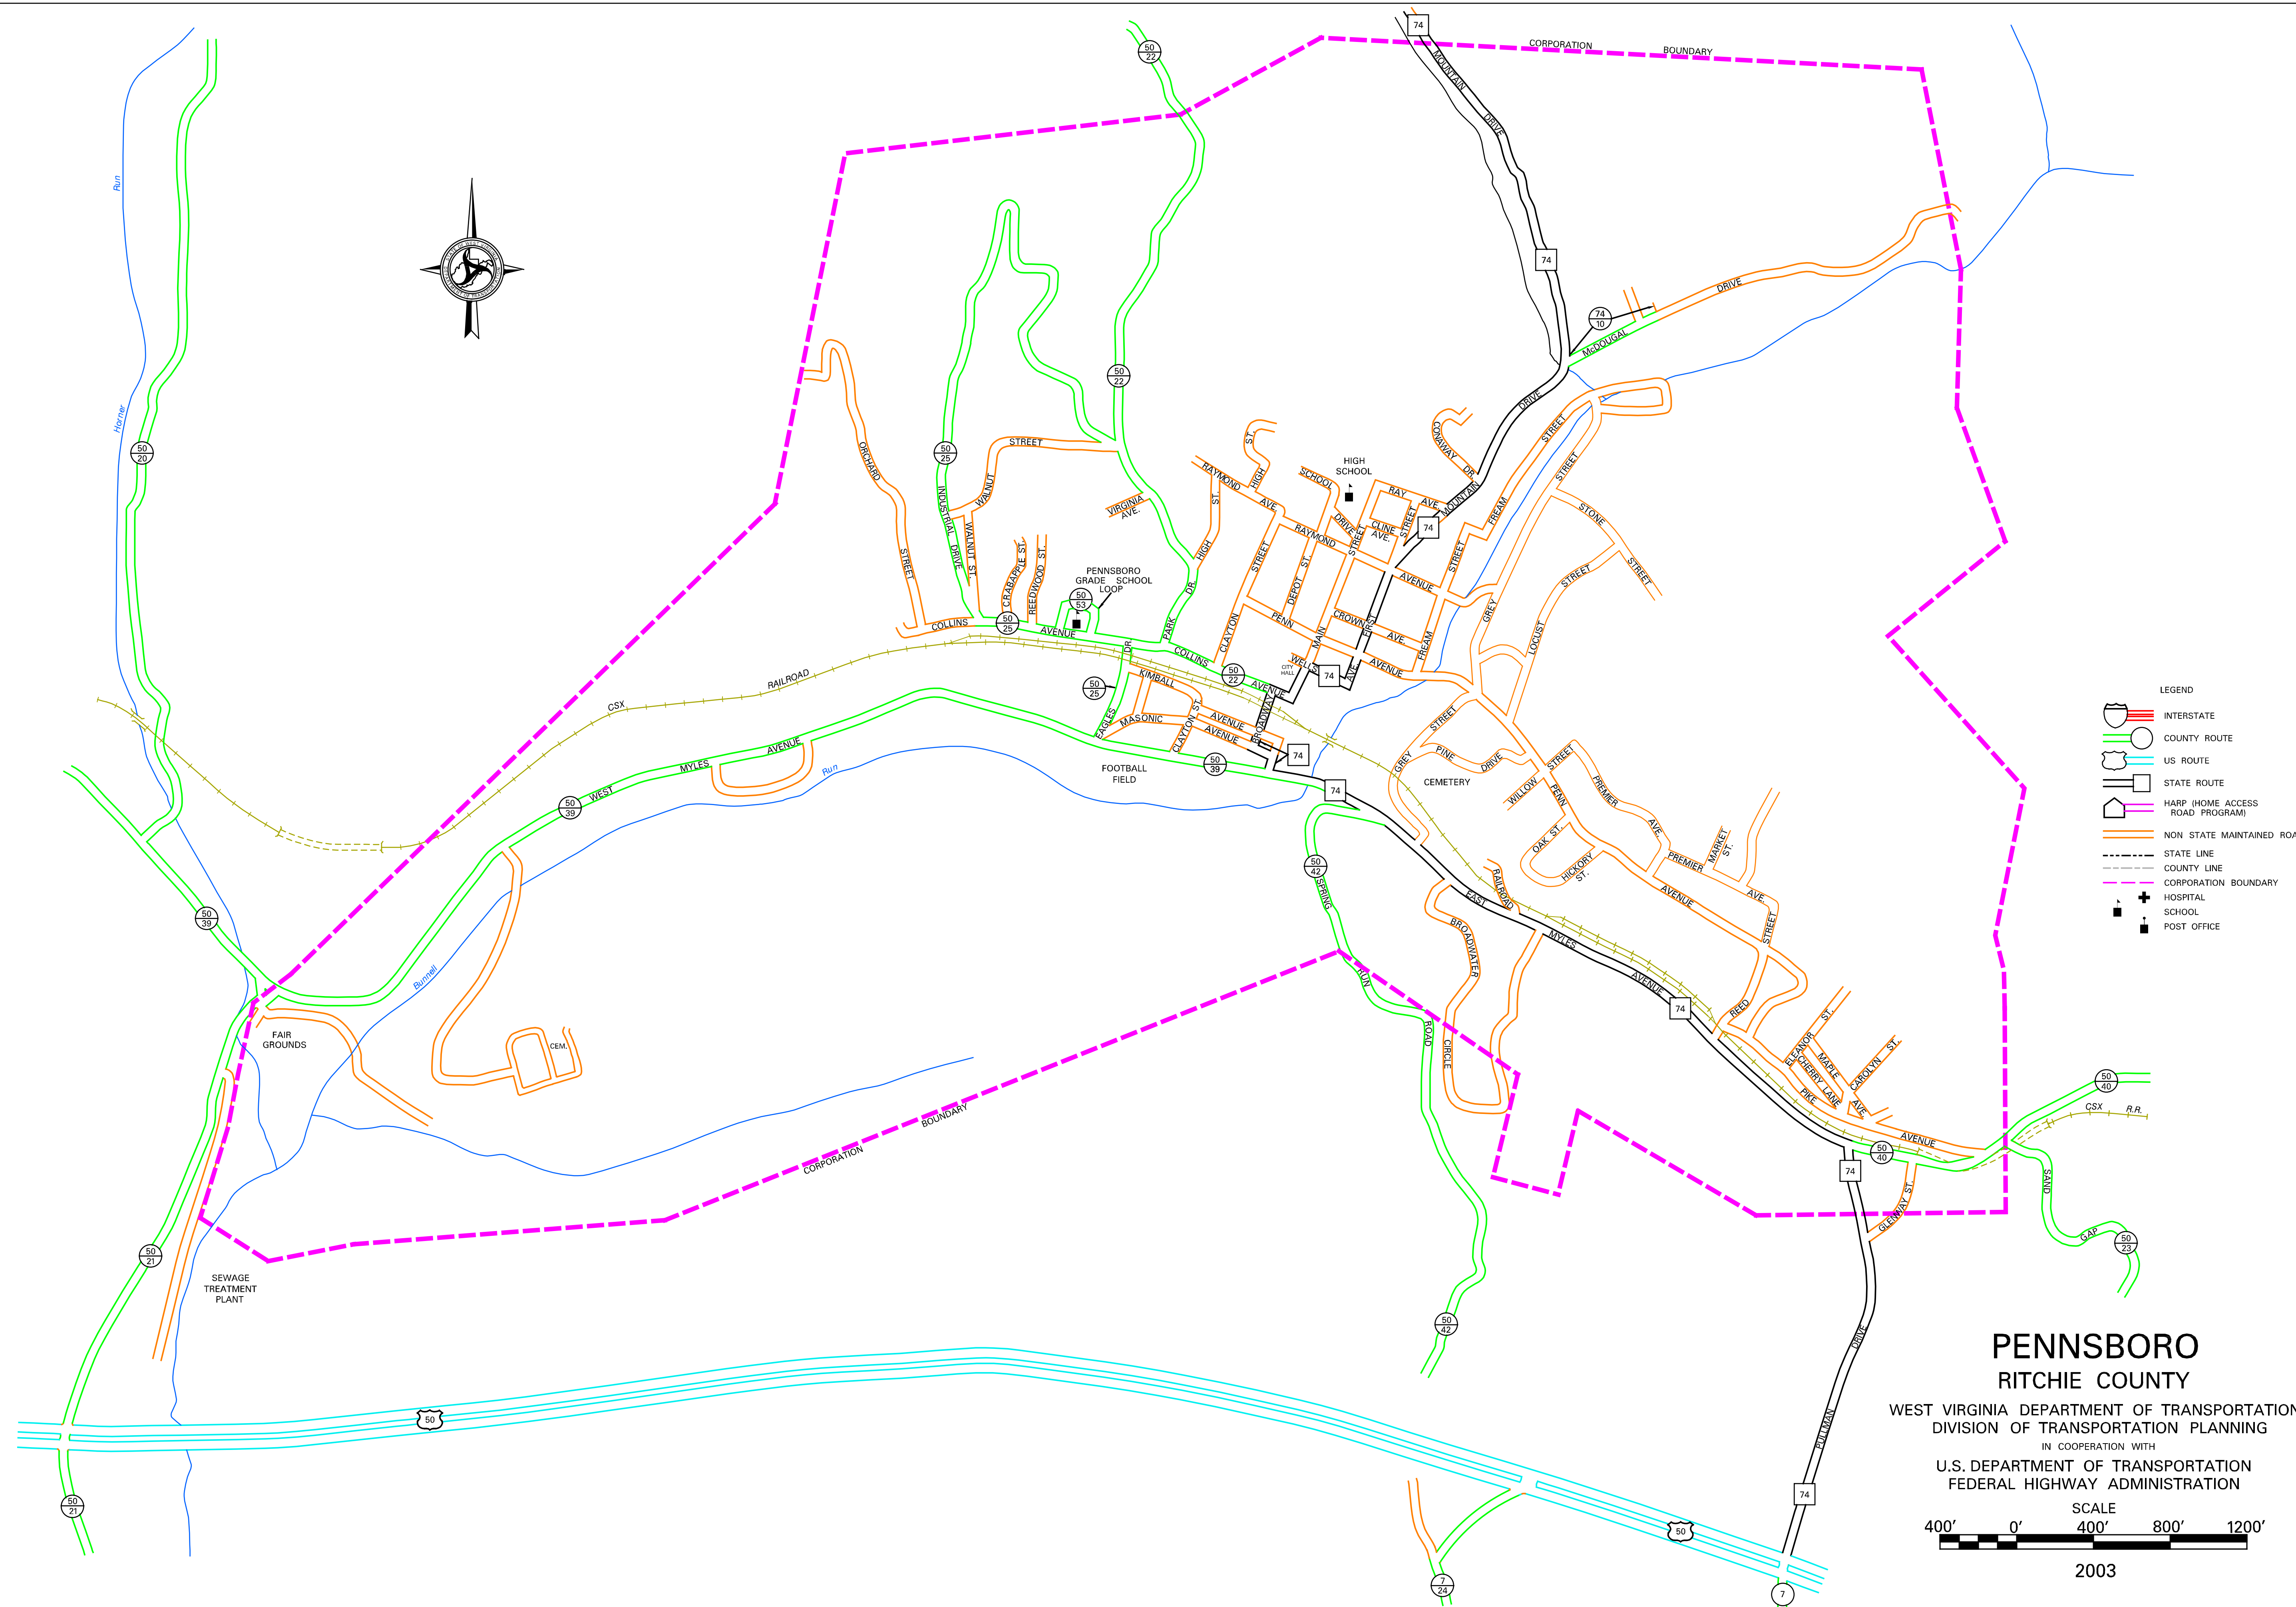 74
CORPORATION BOUNDARY
50
22
MOUNTAIN
DRIVE
Run
74
DRIVE
74
10
McDOUGAL
50
22
DRIVE
Horner
50
20
ORCHARD
STREET
50
25
INDUSTRIAL DRIVE
WALNUT
STREET
WALNUT ST.
CRABAPPLE ST.
REEDWOOD ST.
VIRGINIA
AVE.
RAYMOND
AVE
HIGH
ST.
HIGH
ST.
SCHOOL
DRIVE
HIGH
SCHOOL
CONAWAY DR.
RAY
AVE.
CLINE
AVE.
STREET
MOUNTAIN
74
FREAM
STREET
STREET
STONE
STREET
PENNSBORO
GRADE SCHOOL
LOOP
50
53
STREET
DEPOT
ST.
RAYMOND
AVENUE
STREET
STREET
GREY
STREET
LOCUST
COLLINS
50
25
AVENUE
DR.
PARK
DR.
CLAYTON
PENN
MAIN
CROWN
AVE.
FIRST
AVE.
FREAM
COLLINS
50
22
AVENUE
CITY
HALL
WELLS
74
AVENUE
50
25
KIMBALL
AVENUE
EAGLES
MASONIC
AVENUE
CLAYTON ST.
BROADWAY
74
CSX
RAILROAD
50
39
WEST
MYLES
AVENUE
Run
FOOTBALL
FIELD
50
39
74
GREY
STREET
PINE
DRIVE
CEMETERY
WILLOW
STREET
PENN
AVENUE
PREMIER
AVE.
OAK ST.
HICKORY
ST.
PREMIER
AVE.
MARKET
ST.
50
42
SPRING
RUN
ROAD
RAILROAD
EAST
MYLES
AVENUE
74
BROADWATER
CIRCLE
STREET
REED
50
39
Bunnell
FAIR
GROUNDS
CEM.
CORPORATION
BOUNDARY
ELEANOR
ST.
MAPLE
AVE.
CHERRY LANE
CAROLYN
ST.
PIKE
AVENUE
50
40
50
40
CSX R.R.
74
GLENWAY ST.
SAND
GAP
50
23
50
21
SEWAGE
TREATMENT
PLANT
50
42
DRIVE
PULLMAN
74
50
50
21
50
7
24
7
LEGEND
INTERSTATE
COUNTY ROUTE
US ROUTE
STATE ROUTE
HARP (HOME ACCESS
ROAD PROGRAM)
NON STATE MAINTAINED ROA
STATE LINE
COUNTY LINE
CORPORATION BOUNDARY
HOSPITAL
SCHOOL
POST OFFICE
PENNSBORO
RITCHIE COUNTY
WEST VIRGINIA DEPARTMENT OF TRANSPORTATION
DIVISION OF TRANSPORTATION PLANNING
IN COOPERATION WITH
U.S. DEPARTMENT OF TRANSPORTATION
FEDERAL HIGHWAY ADMINISTRATION
SCALE
400' 0' 400' 800' 1200'
2003